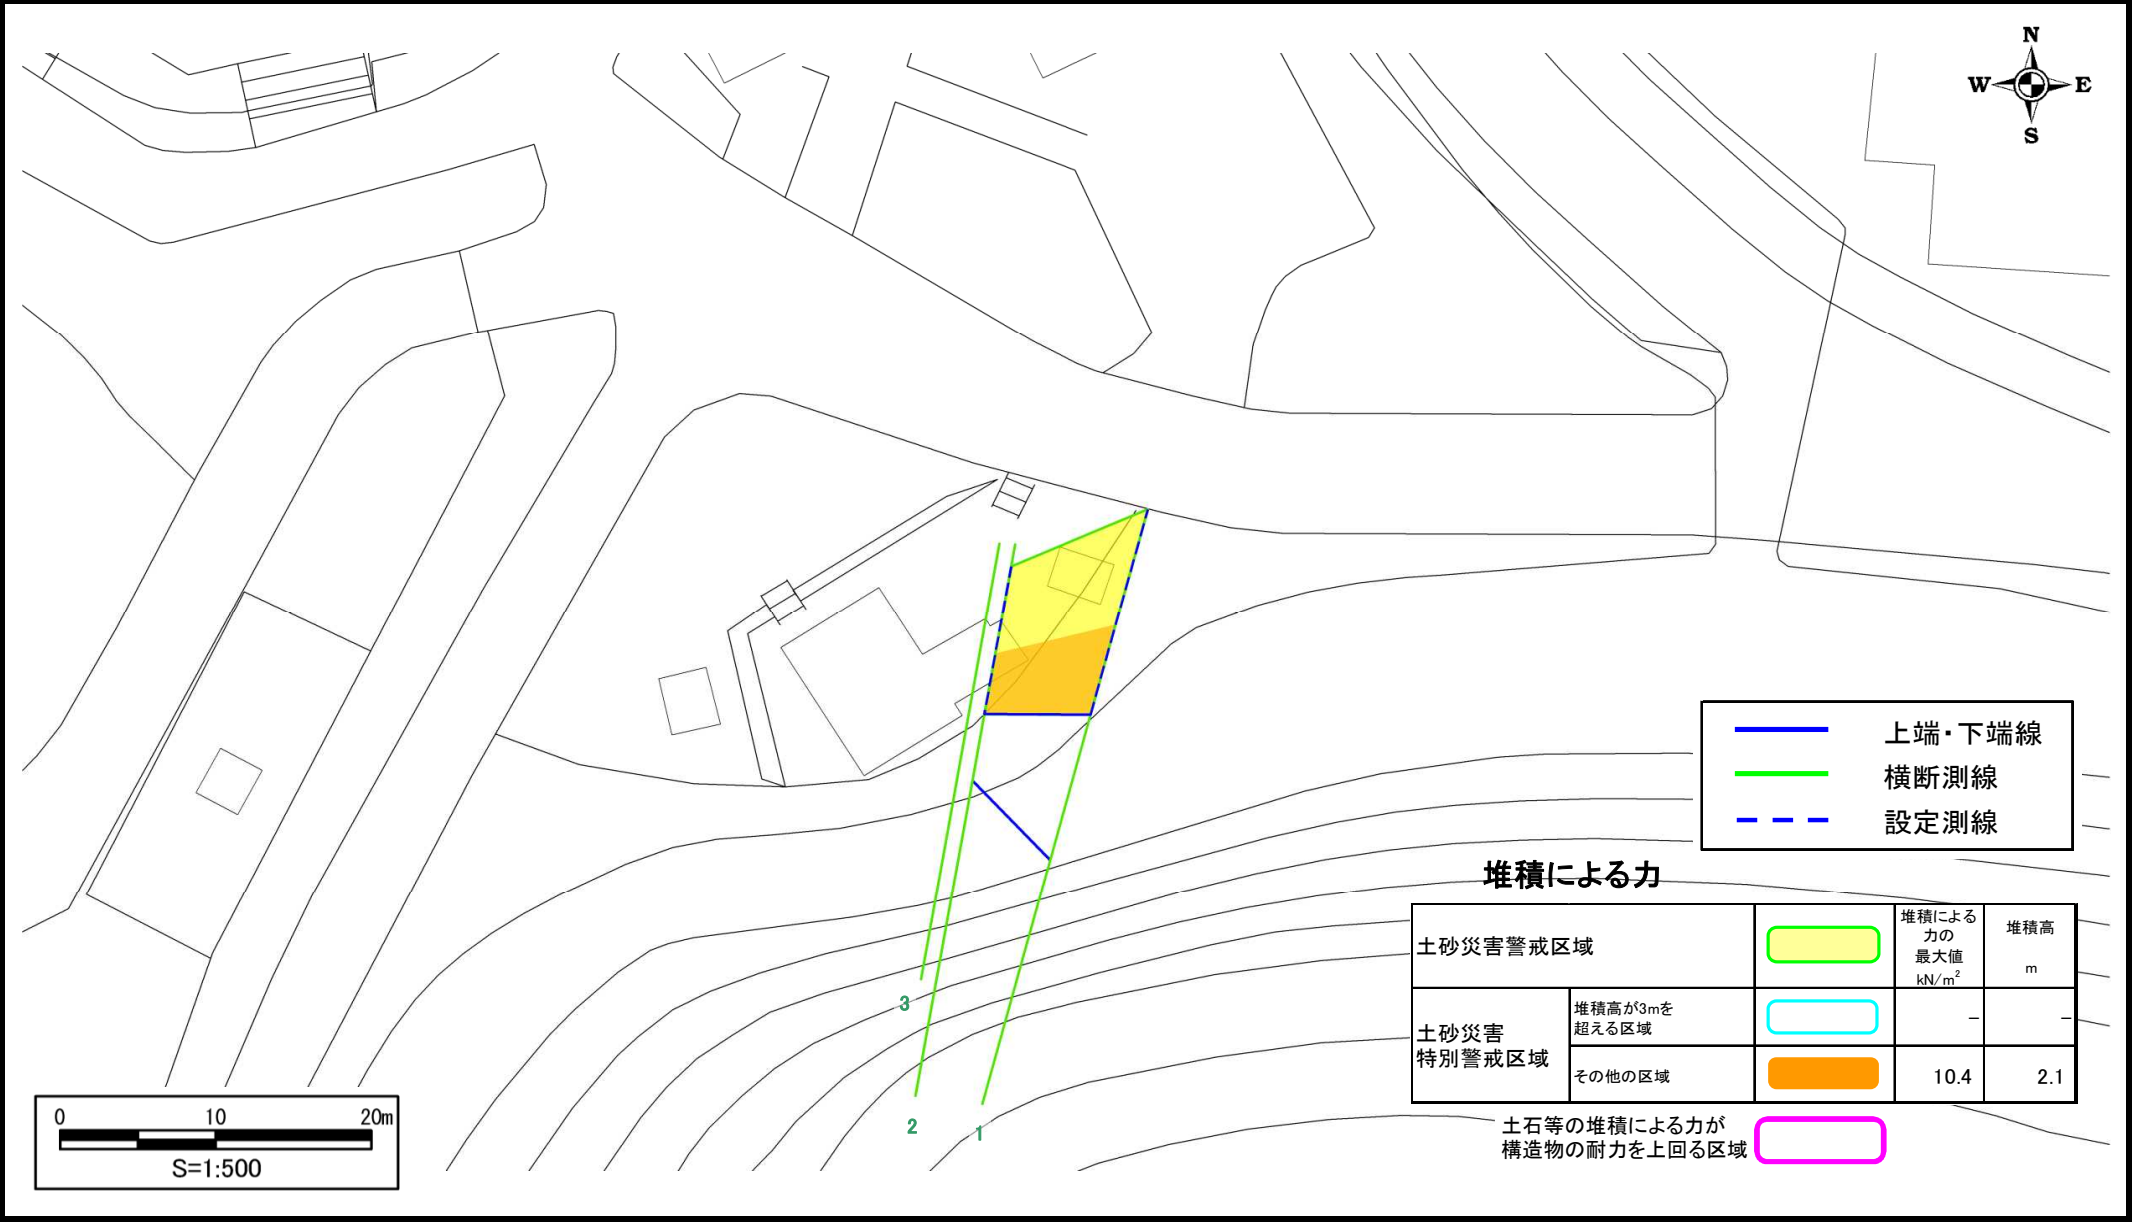 N
W E
S
上端・下端線
横断測線
設定測線
堆積による力
土砂災害警戒区域
堆積による
力の
最大値
kN/m²
堆積高
m
土砂災害
特別警戒区域
堆積高が3mを
超える区域
－ －
その他の区域
10.4 2.1
土石等の堆積による力が
構造物の耐力を上回る区域
3
2
1
0 10 20m
S=1:500